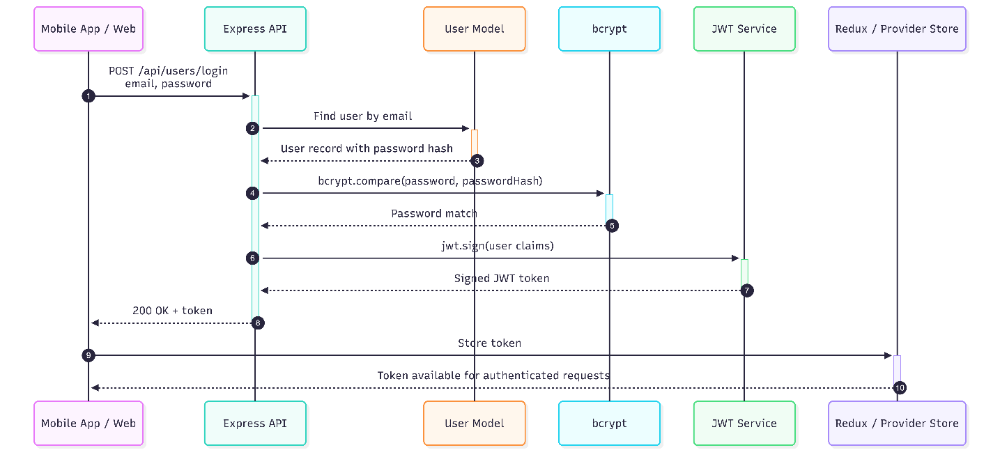 Mobile App / Web
Express API
User Model
bcrypt
JWT Service
Redux / Provider Store
POST /api/users/login
email, password
1
Find user by email
2
User record with password hash
3
bcrypt.compare(password, passwordHash)
4
Password match
5
jwt.sign(user claims)
6
Signed JWT token
7
200 OK + token
8
Store token
9
Token available for authenticated requests
10
Mobile App / Web
Express API
User Model
bcrypt
JWT Service
Redux / Provider Store